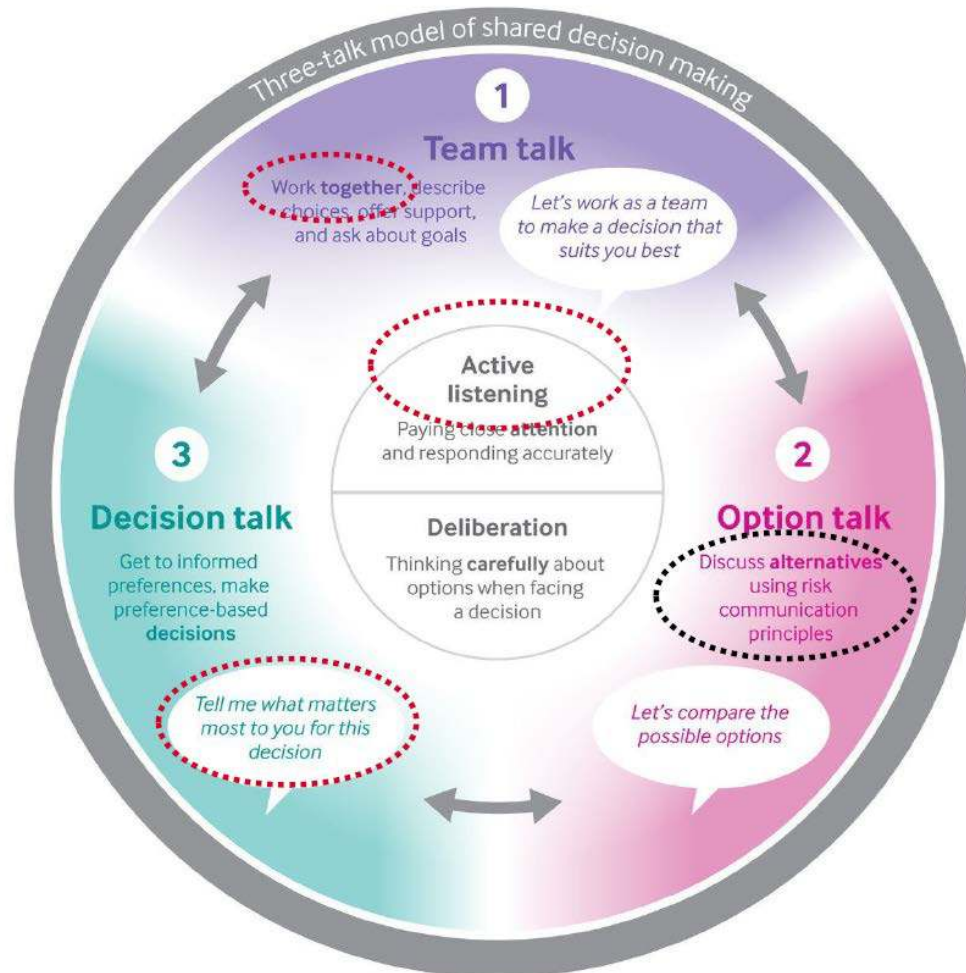 Three-talk model of shared decision making
1
Team talk
Work together, describe
choices, offer support,
and ask about goals
Let's work as a team
to make a decision that
suits you best
Active
listening
Paying close attention
and responding accurately
Deliberation
Thinking carefully about
options when facing
a decision
2
Option talk
Discuss alternatives
using risk
communication
principles
Let's compare the
possible options
3
Decision talk
Get to informed
preferences, make
preference-based
decisions
Tell me what matters
most to you for this
decision